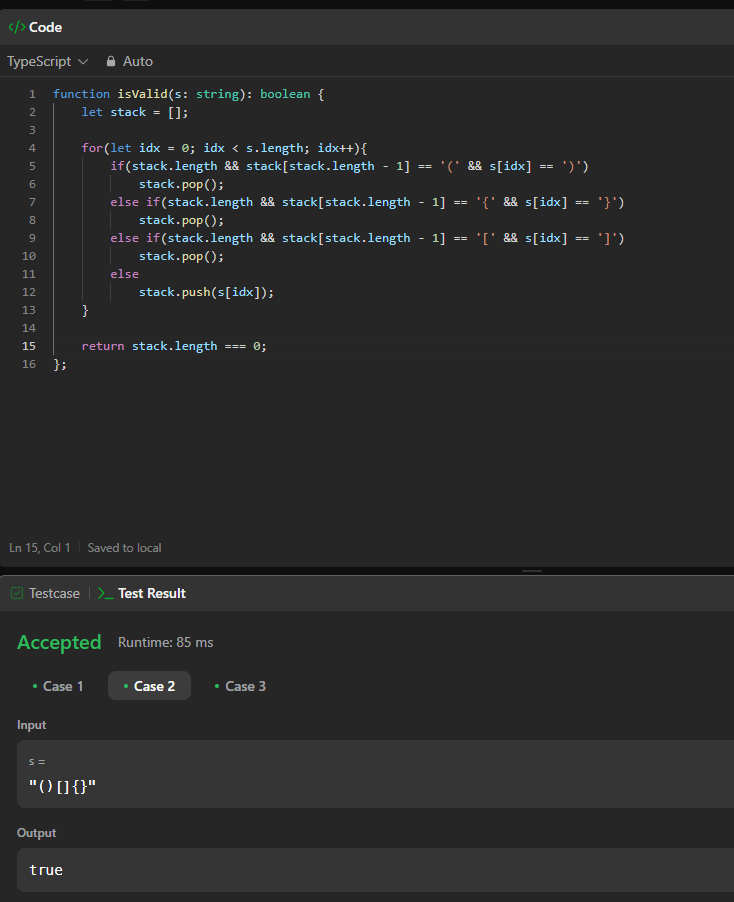 </> Code
TypeScript Auto
1 function isValid(s: string): boolean {
2     let stack = [];
3
4     for(let idx = 0; idx < s.length; idx++){
5         if(stack.length && stack[stack.length - 1] == '(' && s[idx] == ')')
6             stack.pop();
7         else if(stack.length && stack[stack.length - 1] == '{' && s[idx] == '}')
8             stack.pop();
9         else if(stack.length && stack[stack.length - 1] == '[' && s[idx] == ']')
10             stack.pop();
11         else
12             stack.push(s[idx]);
13     }
14
15     return stack.length === 0;
16 };
Ln 15, Col 1 Saved to local
Testcase >_ Test Result
Accepted Runtime: 85 ms
• Case 1 • Case 2 • Case 3
Input
s =
"()[]{}"
Output
true